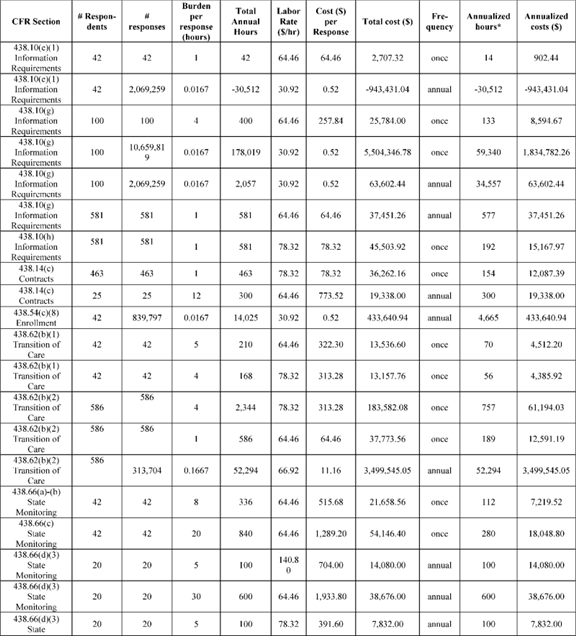 CFR Section | # Respon-dents | # responses | Burden per response (hours) | Total Annual Hours | Labor Rate ($/hr) | Cost ($) per Response | Total cost ($) | Fre-quency | Annualized hours* | Annualized costs ($)
438.10(c)(1) Information Requirements | 42 | 42 | 1 | 42 | 64.46 | 64.46 | 2,707.32 | once | 14 | 902.44
438.10(e)(1) Information Requirements | 42 | 2,069,259 | 0.0167 | -30,512 | 30.92 | 0.52 | -943,431.04 | annual | -30,512 | -943,431.04
438.10(g) Information Requirements | 100 | 100 | 4 | 400 | 64.46 | 257.84 | 25,784.00 | once | 133 | 8,594.67
438.10(g) Information Requirements | 100 | 10,659,819 | 0.0167 | 178,019 | 30.92 | 0.52 | 5,504,346.78 | once | 59,340 | 1,834,782.26
438.10(g) Information Requirements | 100 | 2,069,259 | 0.0167 | 2,057 | 30.92 | 0.52 | 63,602.44 | annual | 34,557 | 63,602.44
438.10(g) Information Requirements | 581 | 581 | 1 | 581 | 64.46 | 64.46 | 37,451.26 | annual | 577 | 37,451.26
438.10(h) Information Requirements | 581 | 581 | 1 | 581 | 78.32 | 78.32 | 45,503.92 | once | 192 | 15,167.97
438.14(c) Contracts | 463 | 463 | 1 | 463 | 78.32 | 78.32 | 36,262.16 | once | 154 | 12,087.39
438.14(c) Contracts | 25 | 25 | 12 | 300 | 64.46 | 773.52 | 19,338.00 | annual | 300 | 19,338.00
438.54(c)(8) Enrollment | 42 | 839,797 | 0.0167 | 14,025 | 30.92 | 0.52 | 433,640.94 | annual | 4,665 | 433,640.94
438.62(b)(1) Transition of Care | 42 | 42 | 5 | 210 | 64.46 | 322.30 | 13,536.60 | once | 70 | 4,512.20
438.62(b)(1) Transition of Care | 42 | 42 | 4 | 168 | 78.32 | 313.28 | 13,157.76 | once | 56 | 4,385.92
438.62(b)(2) Transition of Care | 586 | 586 | 4 | 2,344 | 78.32 | 313.28 | 183,582.08 | once | 757 | 61,194.03
438.62(b)(2) Transition of Care | 586 | 586 | 1 | 586 | 64.46 | 64.46 | 37,773.56 | once | 189 | 12,591.19
438.62(b)(2) Transition of Care | 586 | 313,704 | 0.1667 | 52,294 | 66.92 | 11.16 | 3,499,545.05 | annual | 52,294 | 3,499,545.05
438.66(a)-(b) State Monitoring | 42 | 42 | 8 | 336 | 64.46 | 515.68 | 21,658.56 | once | 112 | 7,219.52
438.66(c) State Monitoring | 42 | 42 | 20 | 840 | 64.46 | 1,289.20 | 54,146.40 | once | 280 | 18,048.80
438.66(d)(3) State Monitoring | 20 | 20 | 5 | 100 | 140.80 | 704.00 | 14,080.00 | annual | 100 | 14,080.00
438.66(d)(3) State Monitoring | 20 | 20 | 30 | 600 | 64.46 | 1,933.80 | 38,676.00 | annual | 600 | 38,676.00
438.66(d)(3) State | 20 | 20 | 5 | 100 | 78.32 | 391.60 | 7,832.00 | annual | 100 | 7,832.00